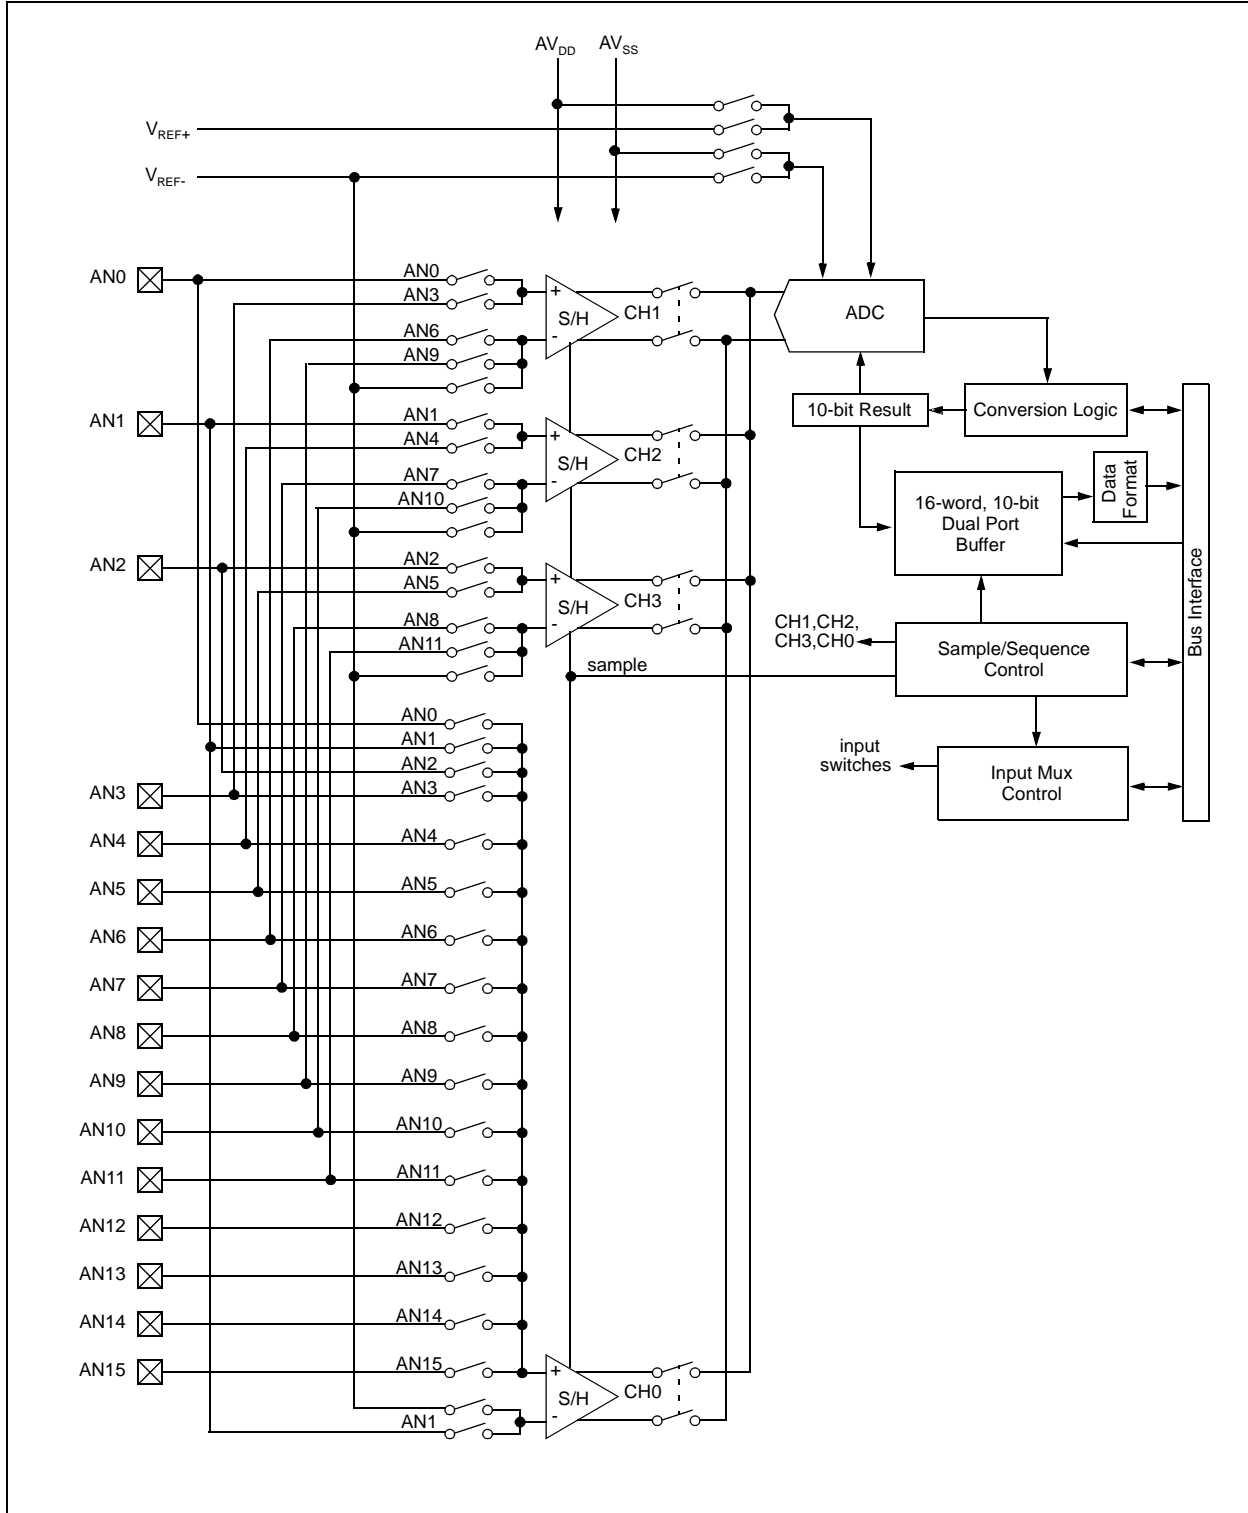 AVDD AVSS
VREF+
VREF-
AN0 AN0
AN3
AN6
AN9
+
-
S/H
CH1
ADC
AN1 AN1
AN4
AN7
AN10
+
-
S/H
CH2
10-bit Result
Conversion Logic
16-word, 10-bit
Dual Port
Buffer
Data
Format
Bus Interface
AN2 AN2
AN5
AN8
AN11
+
-
S/H
CH3
CH1,CH2,
CH3,CH0
Sample/Sequence
Control
sample
input
switches
Input Mux
Control
AN0
AN1
AN2
AN3 AN3
AN4 AN4
AN5 AN5
AN6 AN6
AN7 AN7
AN8 AN8
AN9 AN9
AN10 AN10
AN11 AN11
AN12 AN12
AN13 AN13
AN14 AN14
AN15 AN15
AN1
+
-
S/H
CH0